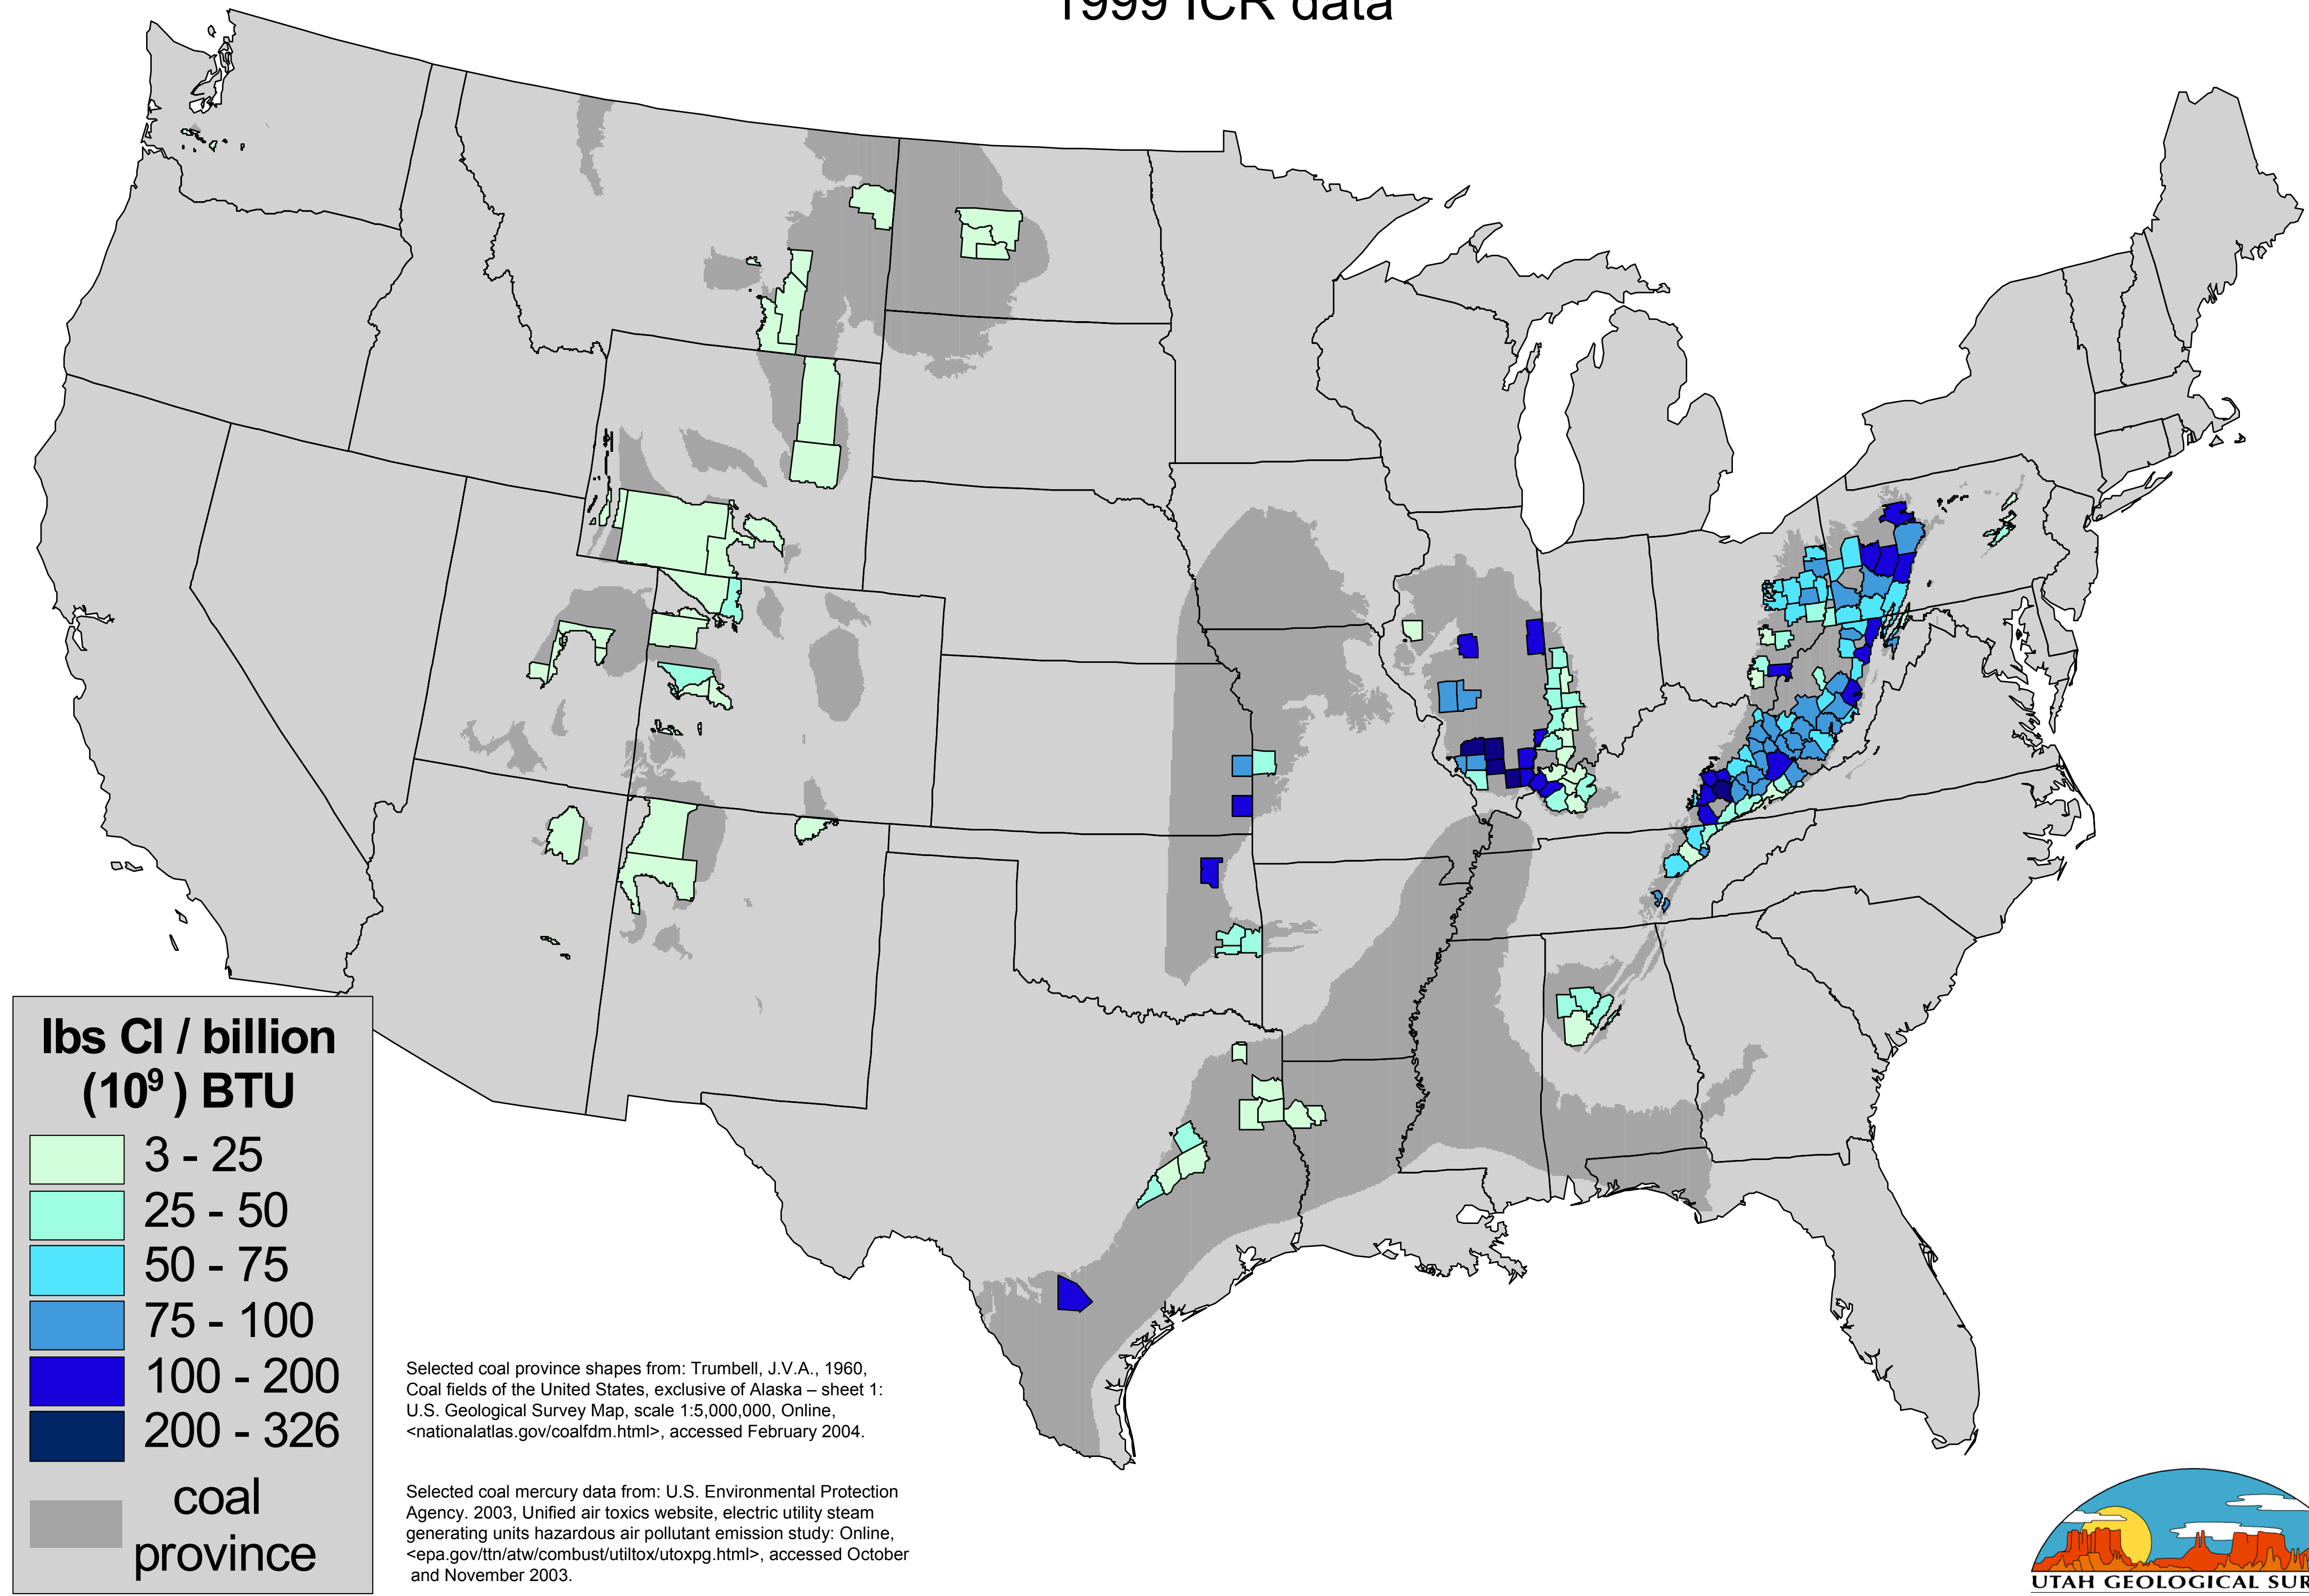 1999 ICR data
lbs Cl / billion
(10⁹ ) BTU
3 - 25
25 - 50
50 - 75
75 - 100
100 - 200
200 - 326
coal
province
Selected coal province shapes from: Trumbell, J.V.A., 1960,
Coal fields of the United States, exclusive of Alaska – sheet 1:
U.S. Geological Survey Map, scale 1:5,000,000, Online,
<nationalatlas.gov/coalfdm.html>, accessed February 2004.
Selected coal mercury data from: U.S. Environmental Protection
Agency. 2003, Unified air toxics website, electric utility steam
generating units hazardous air pollutant emission study: Online,
<epa.gov/ttn/atw/combust/utiltox/utoxpg.html>, accessed October
and November 2003.
UTAH GEOLOGICAL SUR